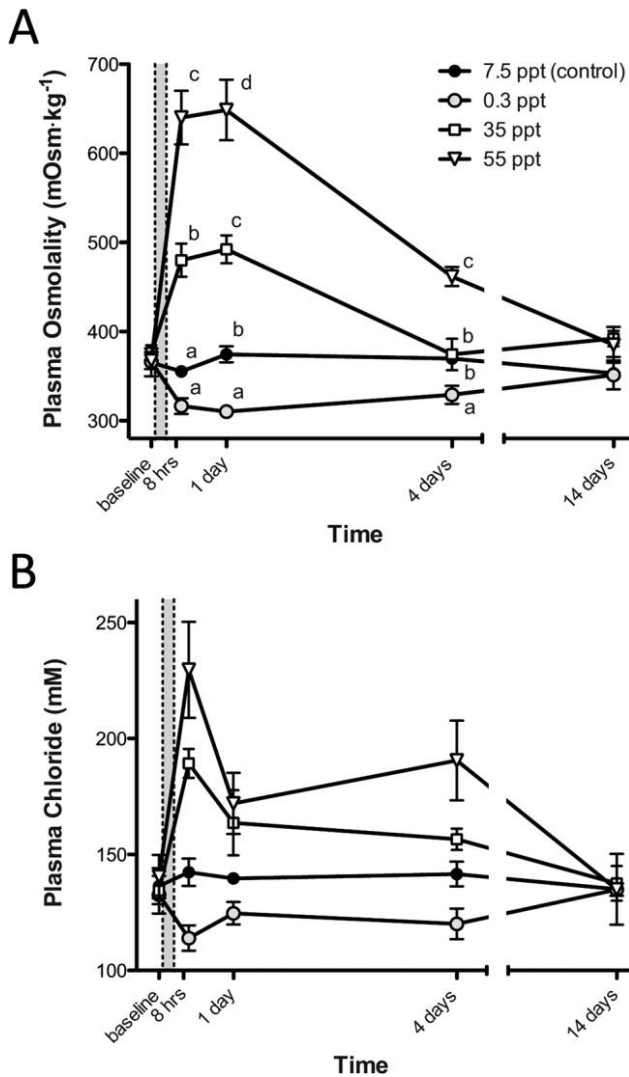 A
Plasma Osmolality (mOsm·kg⁻¹)
700
600
500
400
300
7.5 ppt (control)
0.3 ppt
35 ppt
55 ppt
c
d
b
c
a
b
a
a
c
b
b
a
baseline
8 hrs
1 day
4 days
14 days
Time
B
Plasma Chloride (mM)
250
200
150
100
baseline
8 hrs
1 day
4 days
14 days
Time